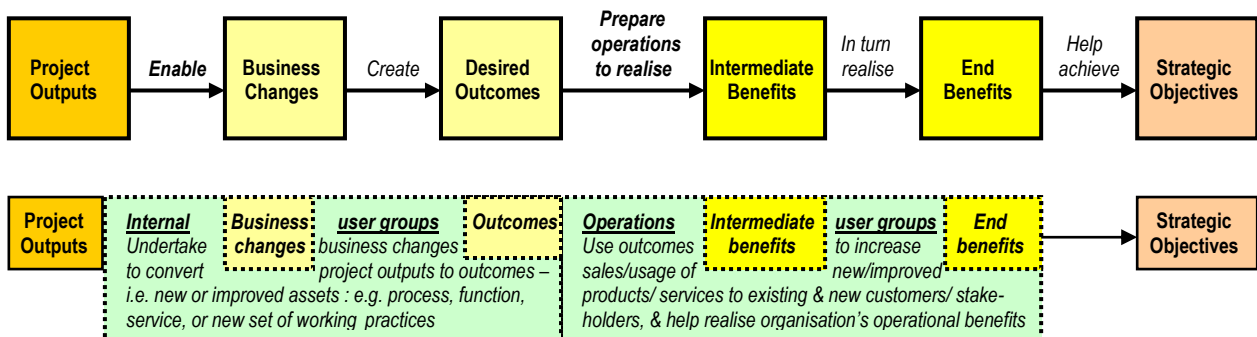 Project Outputs
Enable
Business Changes
Create
Desired Outcomes
Prepare operations to realise
Intermediate Benefits
In turn realise
End Benefits
Help achieve
Strategic Objectives
Project Outputs
Internal Business changes user groups Outcomes
Undertake business changes
to convert project outputs to outcomes –
i.e. new or improved assets : e.g. process, function,
service, or new set of working practices
Operations Intermediate benefits user groups End benefits
Use outcomes to increase
sales/usage of new/improved
products/ services to existing & new customers/ stake-
holders, & help realise organisation's operational benefits
Strategic Objectives